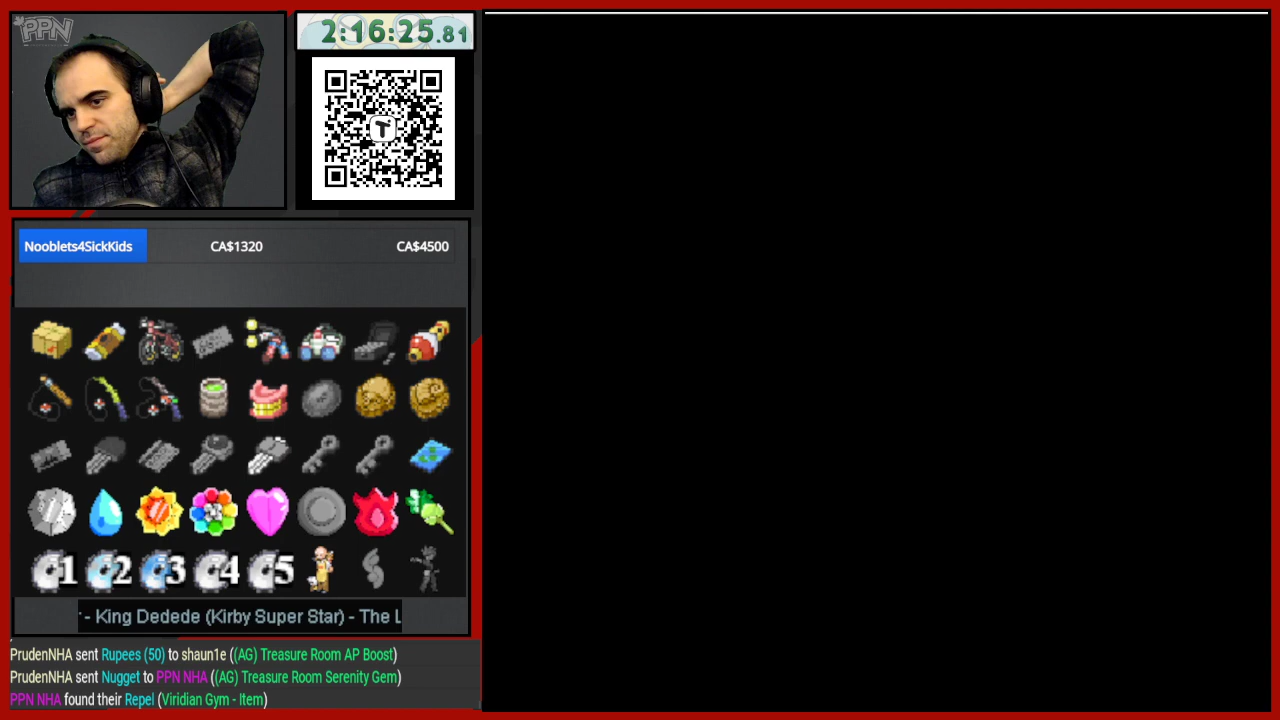 PPN
2:16:25.81
T
Nooblets4SickKids CA$1320 CA$4500
1 2 3 4 5
- King Dedede (Kirby Super Star) - The L
PrudenNHA sent Rupees (50) to shaun1e ((AG) Treasure Room AP Boost)
PrudenNHA sent Nugget to PPN NHA ((AG) Treasure Room Serenity Gem)
PPN NHA found their Repel (Viridian Gym - Item)